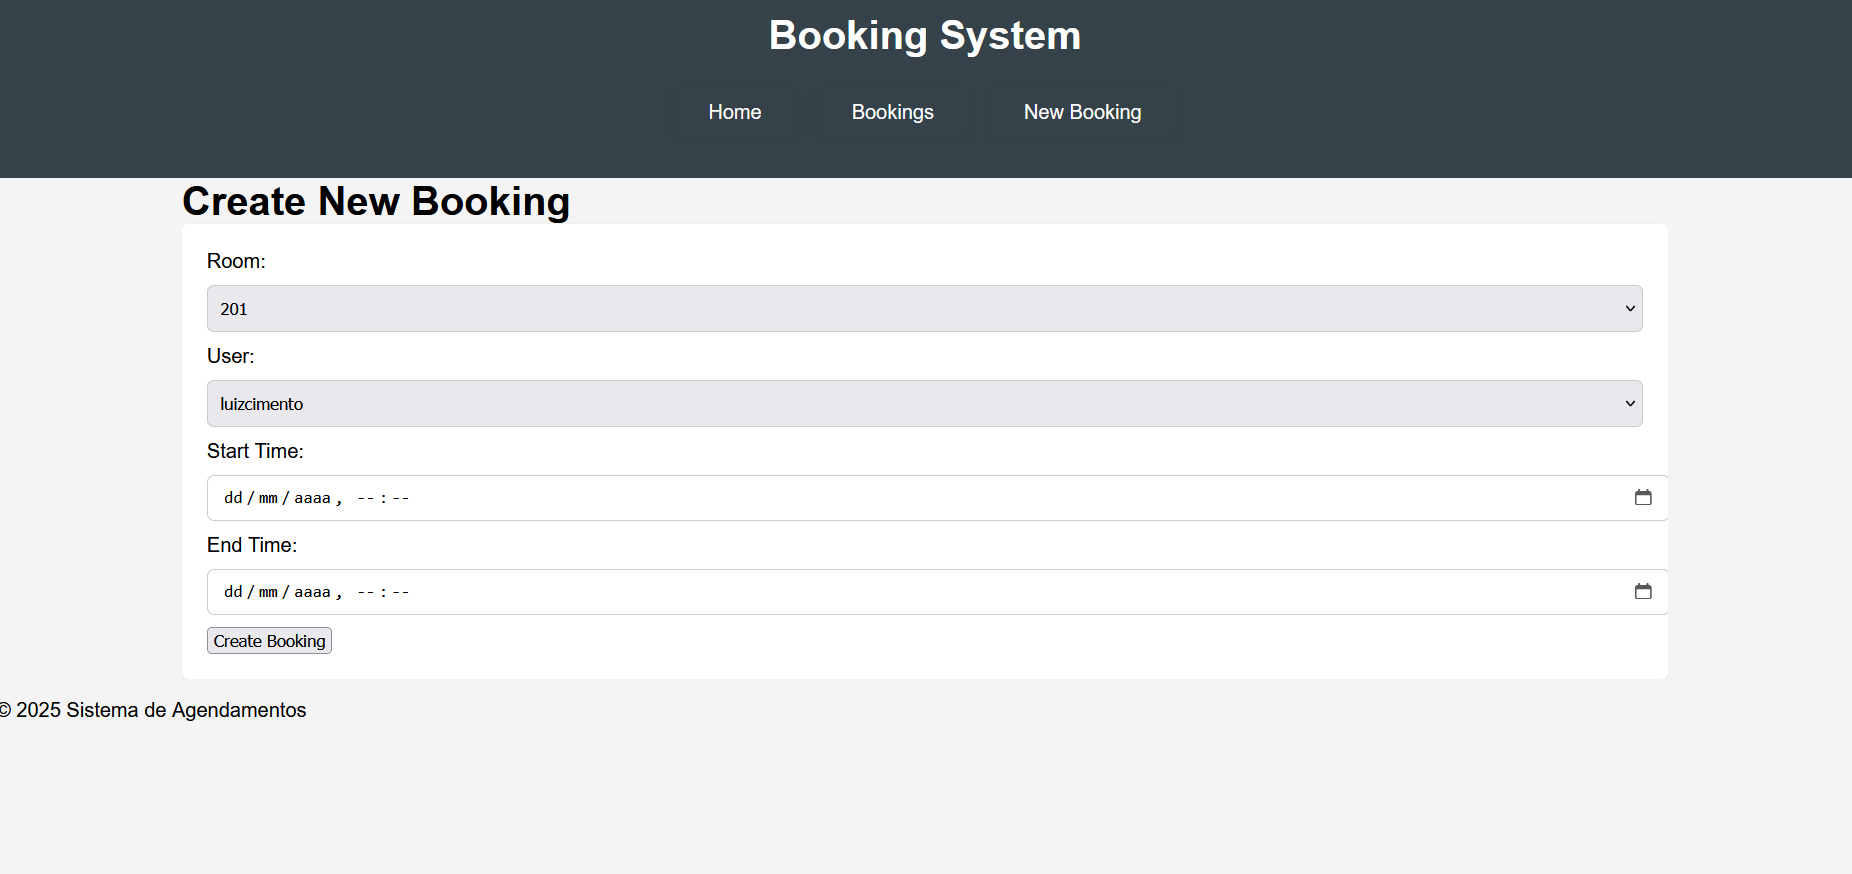 Booking System
Home Bookings New Booking
Create New Booking
Room:
201
User:
luizcimento
Start Time:
dd/mm/aaaa, --:--
End Time:
dd/mm/aaaa, --:--
Create Booking
© 2025 Sistema de Agendamentos